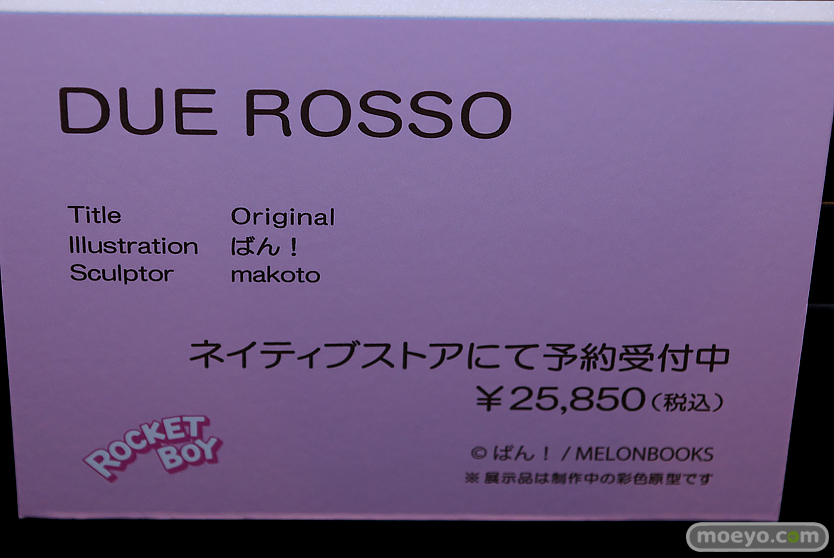 DUE ROSSO
Title Original
Illustration ばん！
Sculptor makoto
ネイティブストアにて予約受付中
￥25,850（税込）
ROCKET BOY
© ばん！ / MELONBOOKS
※ 展示品は制作中の彩色原型です
moeyo.com